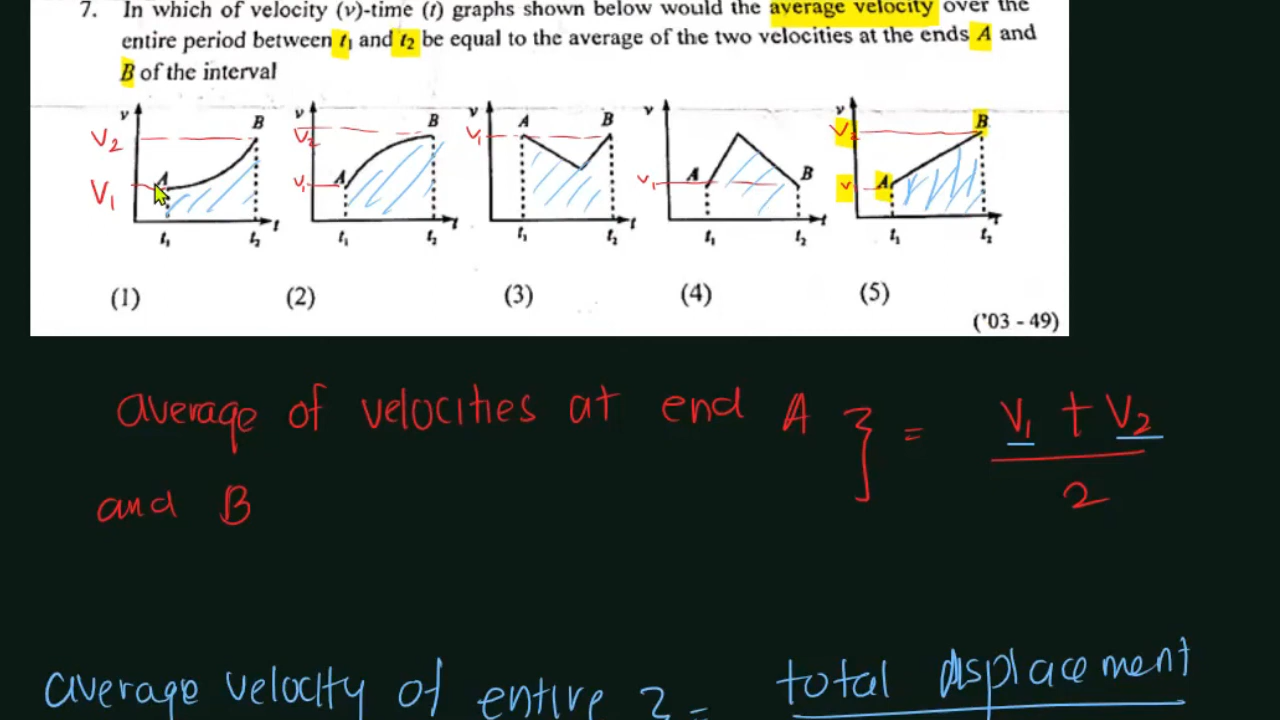 7. In which of velocity (v)-time (t) graphs shown below would the average velocity over the
entire period between t₁ and t₂ be equal to the average of the two velocities at the ends A and
B of the interval
v V₂ V₁ A B t₁ t₂ t
v V₂ V₁ A B t₁ t₂ t
v V₁ A B t₁ t₂ t
v V₁ A B t₁ t₂ t
v V₂ V₁ A B t₁ t₂ t
(1) (2) (3) (4) (5)
('03 - 49)
average of velocities at end A } = V₁ + V₂
and B 2
average velocity of entire } = total displacement